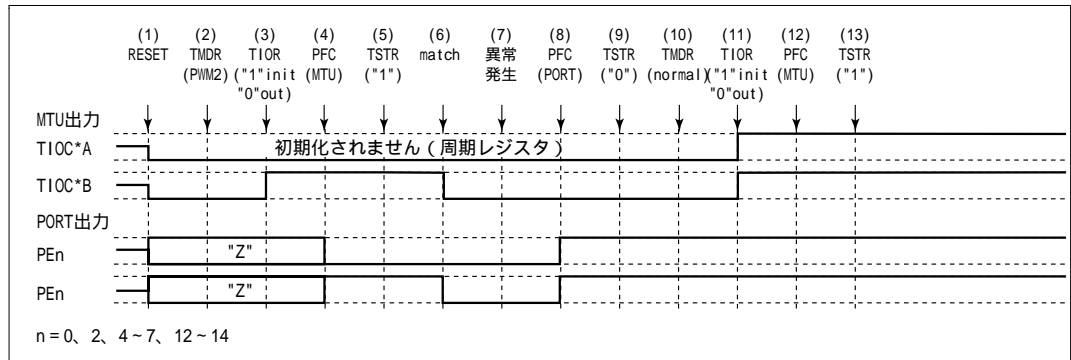 (1) (2) (3) (4) (5) (6) (7) (8) (9) (10) (11) (12) (13)
RESET TMDR TIOR PFC TSTR match 異常 PFC TSTR TMDR TIOR PFC TSTR
(PWM2) ("1"init (MTU) ("1") 発生 (PORT) ("0") (normal) ("1"init (MTU) ("1")
"0"out) "0"out)
MTU出力
TIOC*A 初期化されません(周期レジスタ)
TIOC*B
PORT出力
PEn "Z"
PEn "Z"
n = 0、2、4~7、12~14